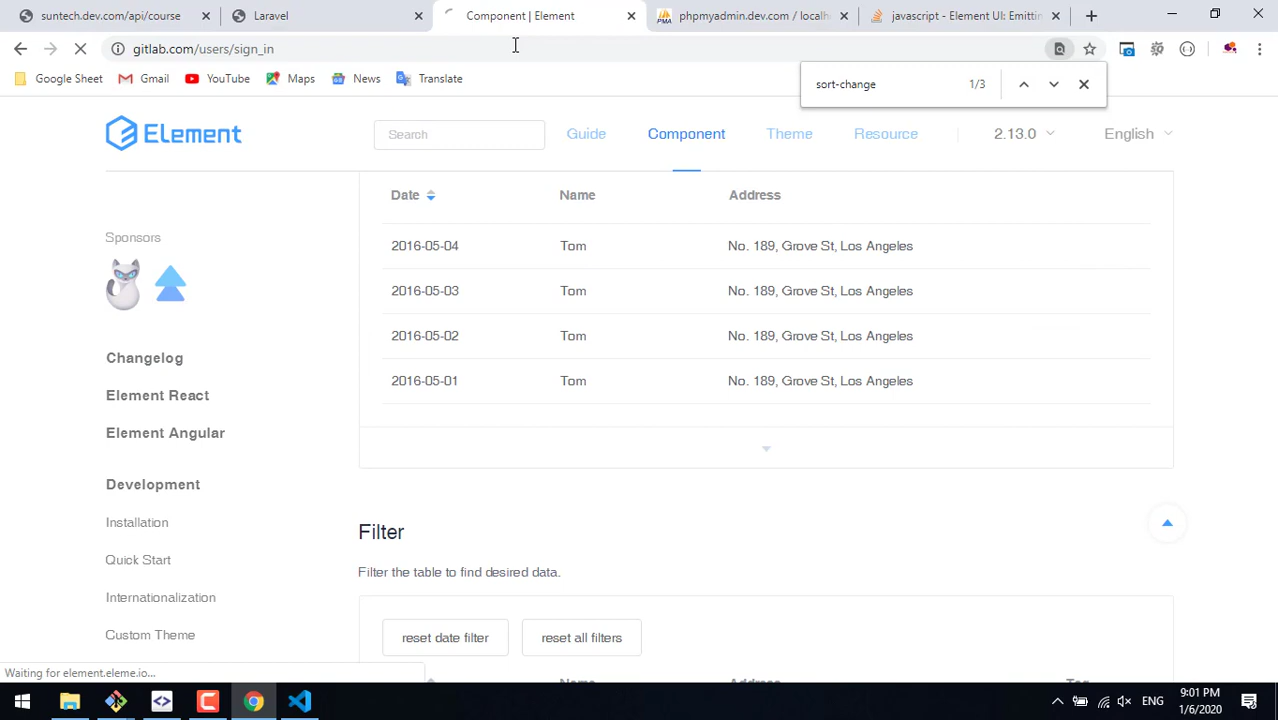 suntech.dev.com/api/course
Laravel
Component | Element
phpmyadmin.dev.com / localh
javascript - Element UI: Emittin
gitlab.com/users/sign_in
Google Sheet
Gmail
YouTube
Maps
News
Translate
sort-change
1/3
Element
Search
Guide
Component
Theme
Resource
2.13.0
English
Date
Name
Address
2016-05-04
Tom
No. 189, Grove St, Los Angeles
2016-05-03
Tom
No. 189, Grove St, Los Angeles
2016-05-02
Tom
No. 189, Grove St, Los Angeles
2016-05-01
Tom
No. 189, Grove St, Los Angeles
Sponsors
Changelog
Element React
Element Angular
Development
Installation
Quick Start
Internationalization
Custom Theme
Filter
Filter the table to find desired data.
reset date filter
reset all filters
Waiting for element.eleme.io...
ENG
9:01 PM
1/6/2020